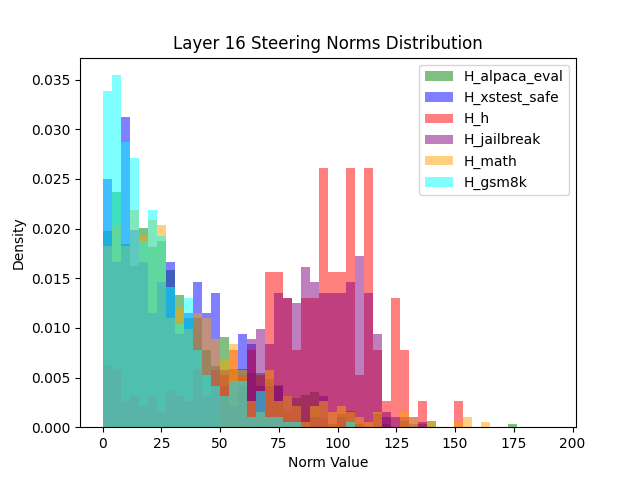 Layer 16 Steering Norms Distribution
H_alpaca_eval
H_xstest_safe
H_h
H_jailbreak
H_math
H_gsm8k
0.035
0.030
0.025
0.020
0.015
0.010
0.005
0.000
Density
0 25 50 75 100 125 150 175 200
Norm Value